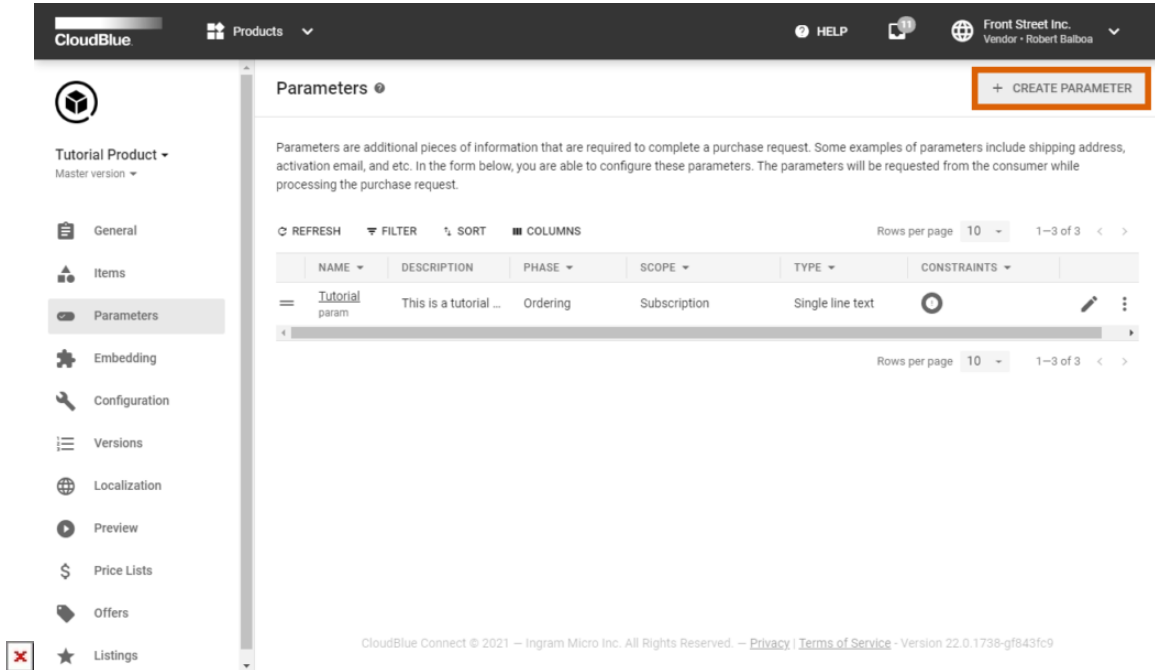 CloudBlue
Products
HELP
11
Front Street Inc.
Vendor • Robert Balboa
Tutorial Product
Master version
General
Items
Parameters
Embedding
Configuration
Versions
Localization
Preview
Price Lists
Offers
Listings
Parameters
+ CREATE PARAMETER
Parameters are additional pieces of information that are required to complete a purchase request. Some examples of parameters include shipping address,
activation email, and etc. In the form below, you are able to configure these parameters. The parameters will be requested from the consumer while
processing the purchase request.
REFRESH FILTER SORT COLUMNS Rows per page 10 1–3 of 3
NAME DESCRIPTION PHASE SCOPE TYPE CONSTRAINTS
Tutorial This is a tutorial ... Ordering Subscription Single line text
param
Rows per page 10 1–3 of 3
CloudBlue Connect © 2021 — Ingram Micro Inc. All Rights Reserved. — Privacy | Terms of Service - Version 22.0.1738-gf843fc9